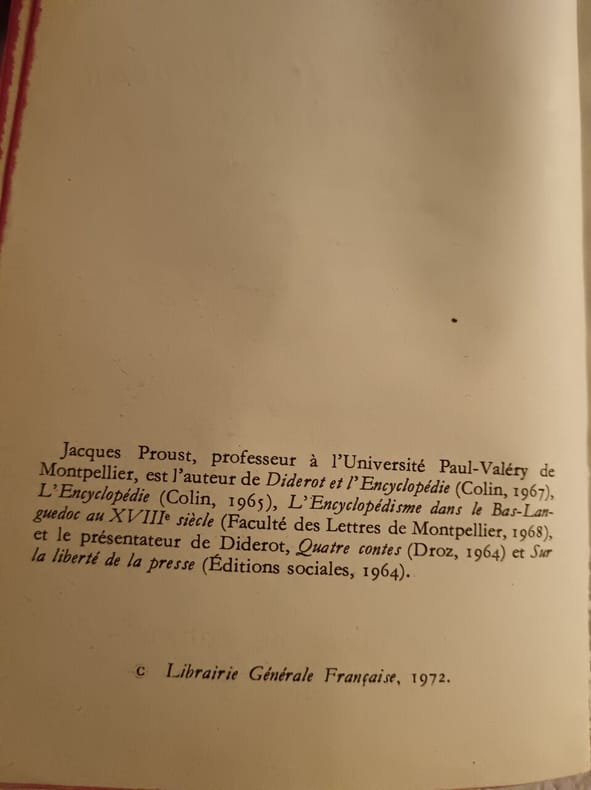 Jacques Proust, professeur à l'Université Paul-Valéry de
Montpellier, est l'auteur de Diderot et l'Encyclopédie (Colin, 1967),
L'Encyclopédie (Colin, 1965), L'Encyclopédisme dans le Bas-Lan-
guedoc au XVIIIe siècle (Faculté des Lettres de Montpellier, 1968),
et le présentateur de Diderot, Quatre contes (Droz, 1964) et Sur
la liberté de la presse (Éditions sociales, 1964).
c Librairie Générale Française, 1972.